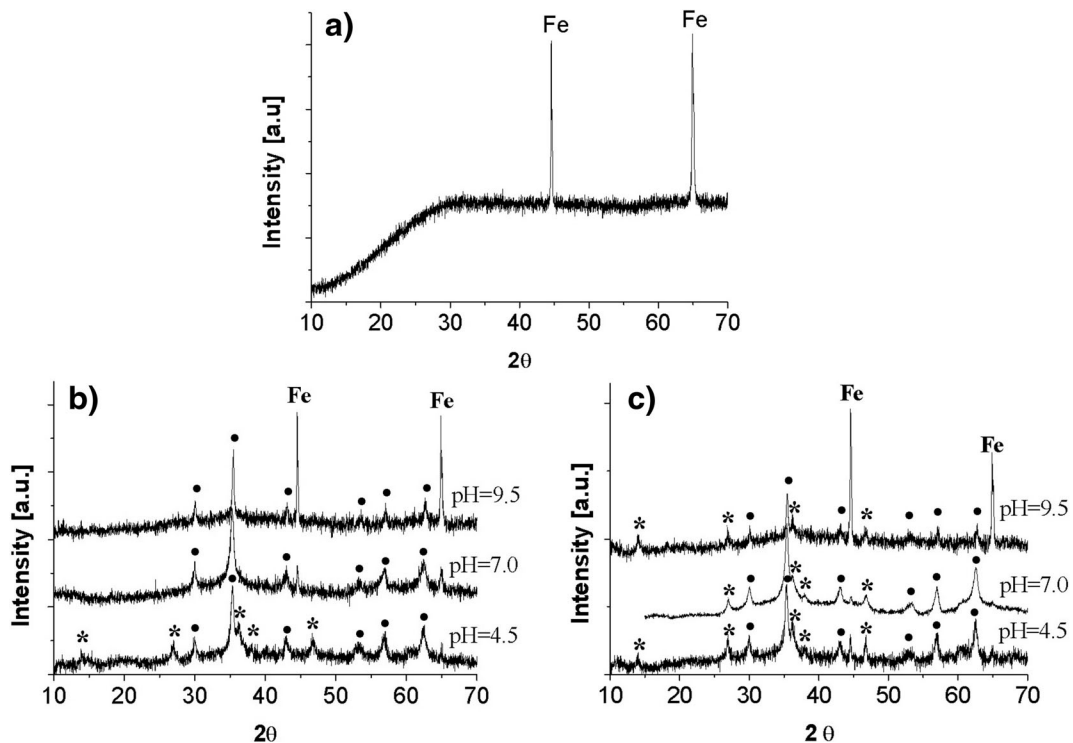 a)
Fe Fe
Intensity [a.u]
10 20 30 40 50 60 70
2θ
b)
Fe Fe
pH=9.5
pH=7.0
pH=4.5
* * * * *
Intensity [a.u.]
10 20 30 40 50 60 70
2θ
c)
Fe Fe
* * * *
pH=9.5
* * * *
pH=7.0
* * * * *
pH=4.5
Intensity [a.u.]
10 20 30 40 50 60 70
2 θ